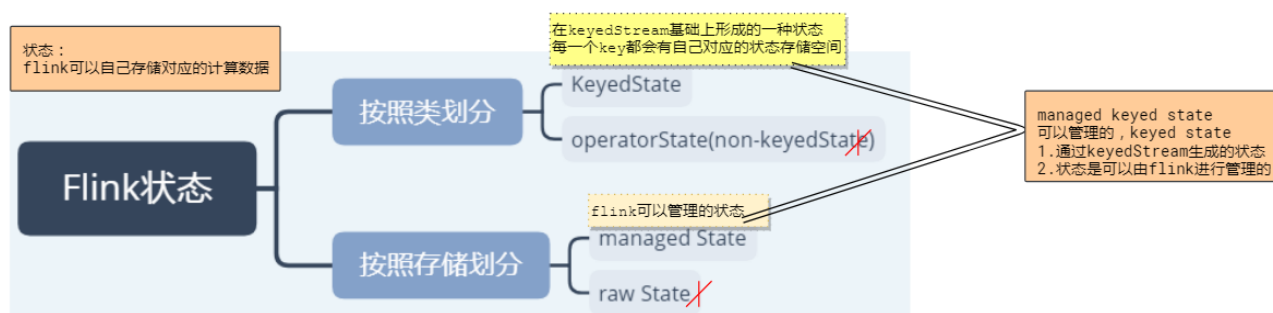 在keyedStream基础上形成的一种状态
每一个key都会有自己对应的状态存储空间
状态：
flink可以自己存储对应的计算数据
按照类划分
KeyedState
operatorState(non-keyedState)
Flink状态
managed keyed state
可以管理的，keyed state
1.通过keyedStream生成的状态
2.状态是可以由flink进行管理的
flink可以管理的状态
managed State
按照存储划分
raw State